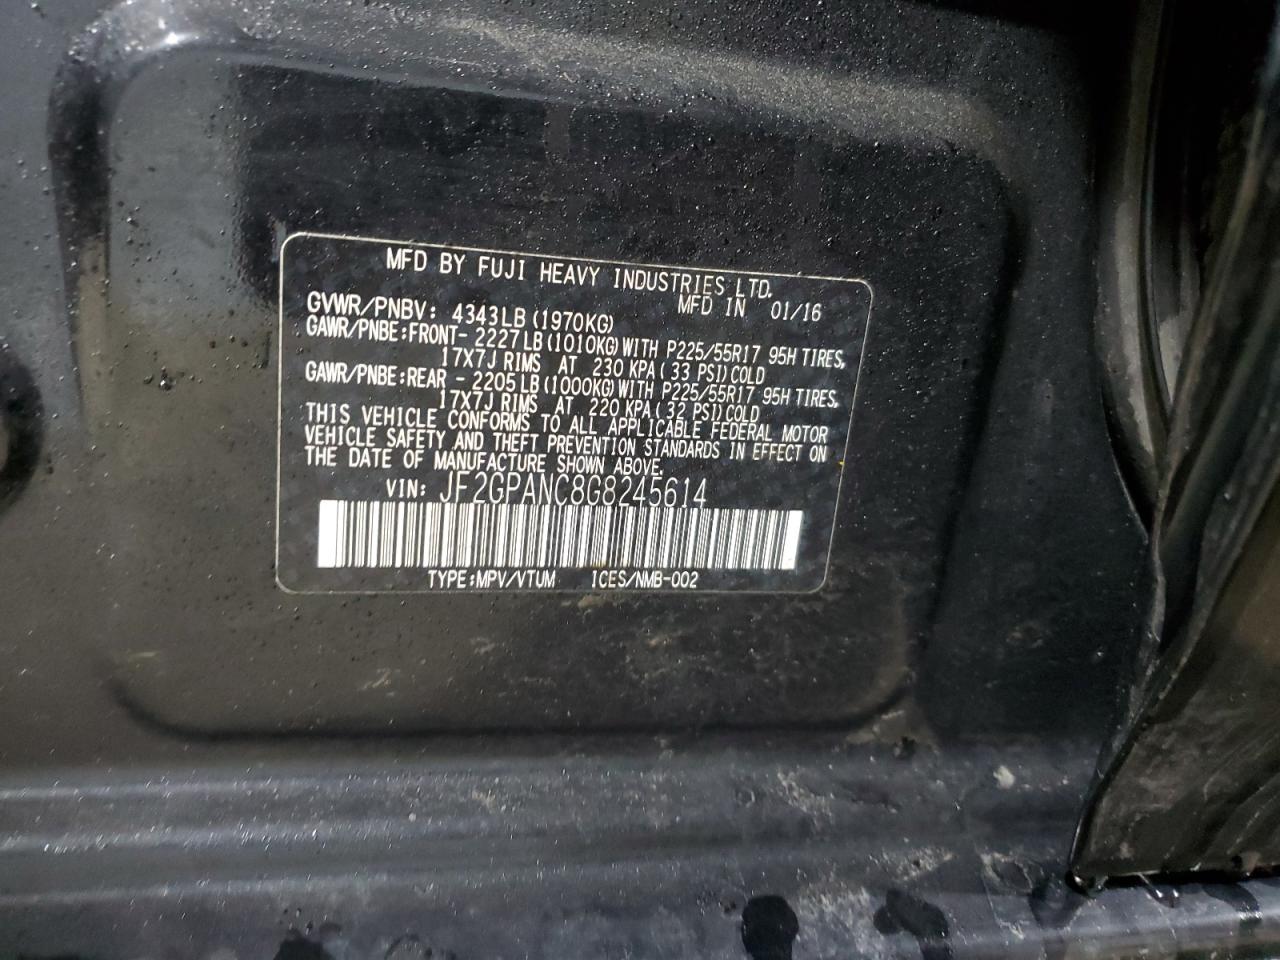 MFD BY FUJI HEAVY INDUSTRIES LTD.
MFD IN 01/16
GVWR/PNBV: 4343LB(1970KG)
GAWR/PNBE:FRONT- 2227LB(1010KG)WITH P225/55R17 95H TIRES,
17X7J RIMS AT 230 KPA( 33 PSI)COLD
GAWR/PNBE:REAR - 2205LB(1000KG)WITH P225/55R17 95H TIRES,
17X7J RIMS AT 220 KPA( 32 PSI)COLD
THIS VEHICLE CONFORMS TO ALL APPLICABLE FEDERAL MOTOR
VEHICLE SAFETY AND THEFT PREVENTION STANDARDS IN EFFECT ON
THE DATE OF MANUFACTURE SHOWN ABOVE.
VIN: JF2GPANC8G8245614
TYPE:MPV/VTUM ICES/NMB-002